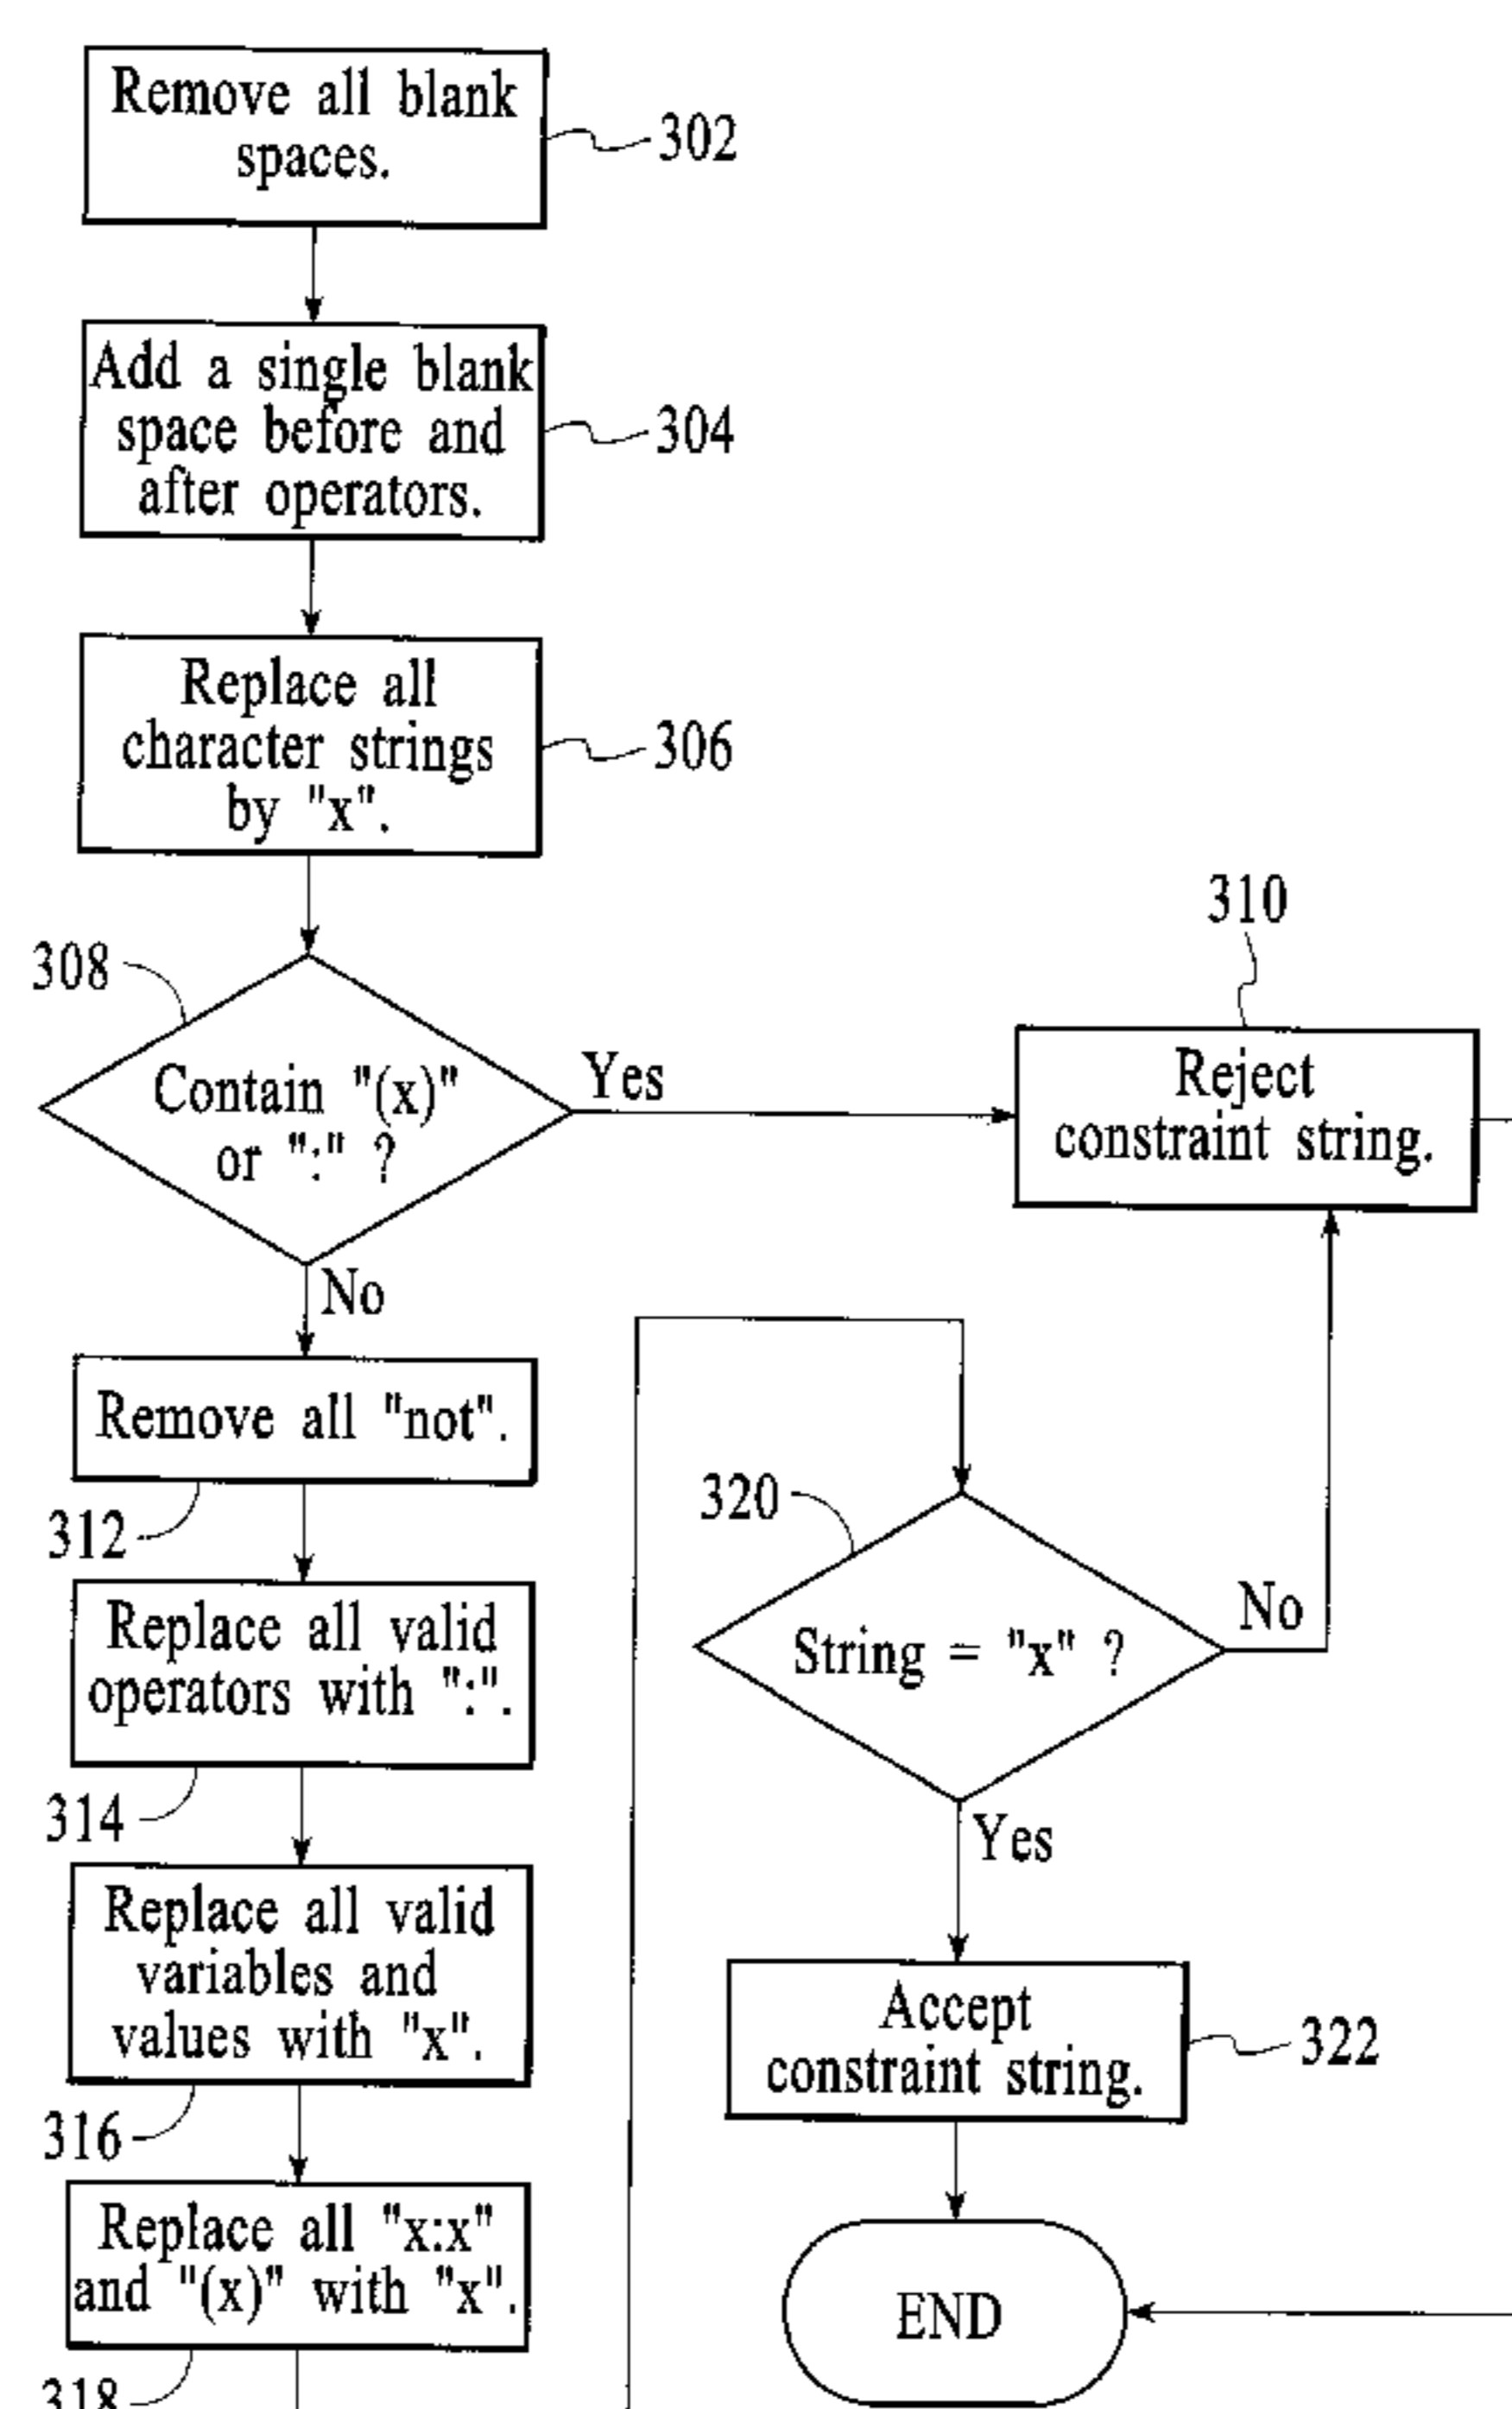 Remove all blank
spaces.
302
Add a single blank
space before and
after operators.
304
Replace all
character strings
by "x".
306
308
Contain "(x)"
or ":" ?
Yes
No
310
Reject
constraint string.
Remove all "not".
312
Replace all valid
operators with ":".
314
Replace all valid
variables and
values with "x".
316
Replace all "x:x"
and "(x)" with "x".
318
320
String = "x" ?
No
Yes
Accept
constraint string.
322
END